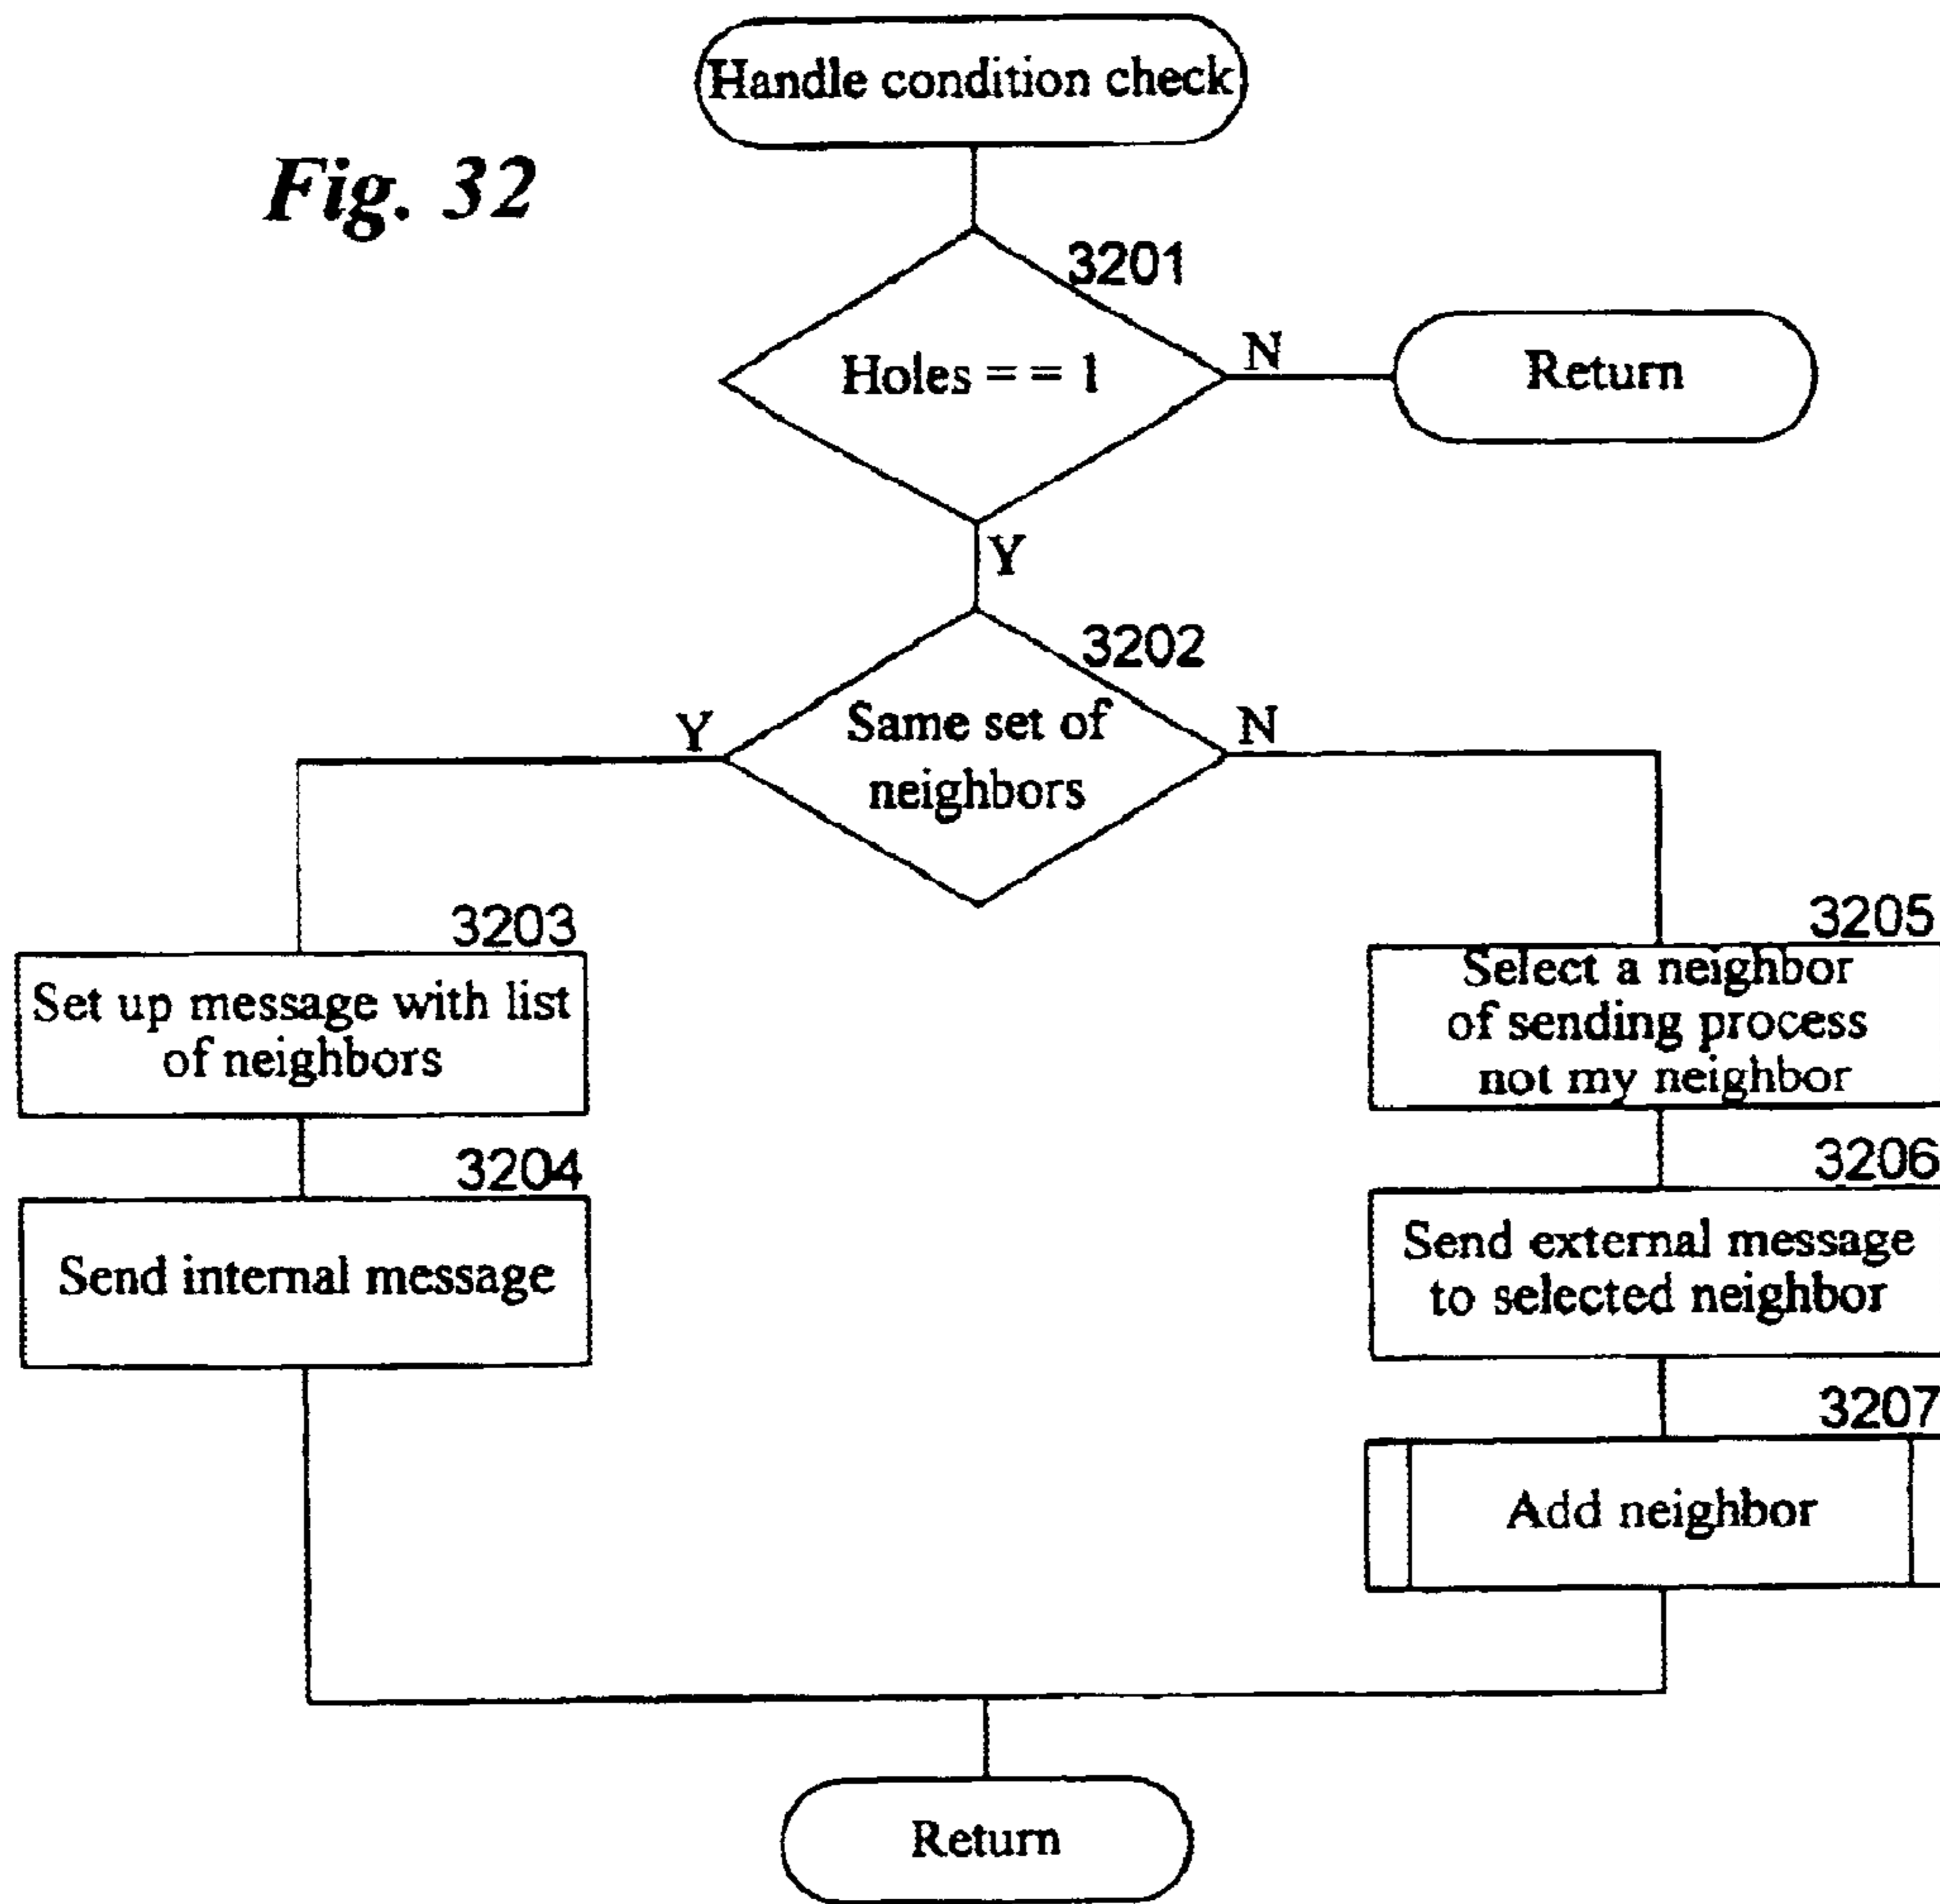 Handle condition check
Fig. 32
3201
Holes = = 1
N
Return
Y
3202
Same set of
neighbors
Y
N
3203
Set up message with list
of neighbors
3204
Send internal message
3205
Select a neighbor
of sending process
not my neighbor
3206
Send external message
to selected neighbor
3207
Add neighbor
Return